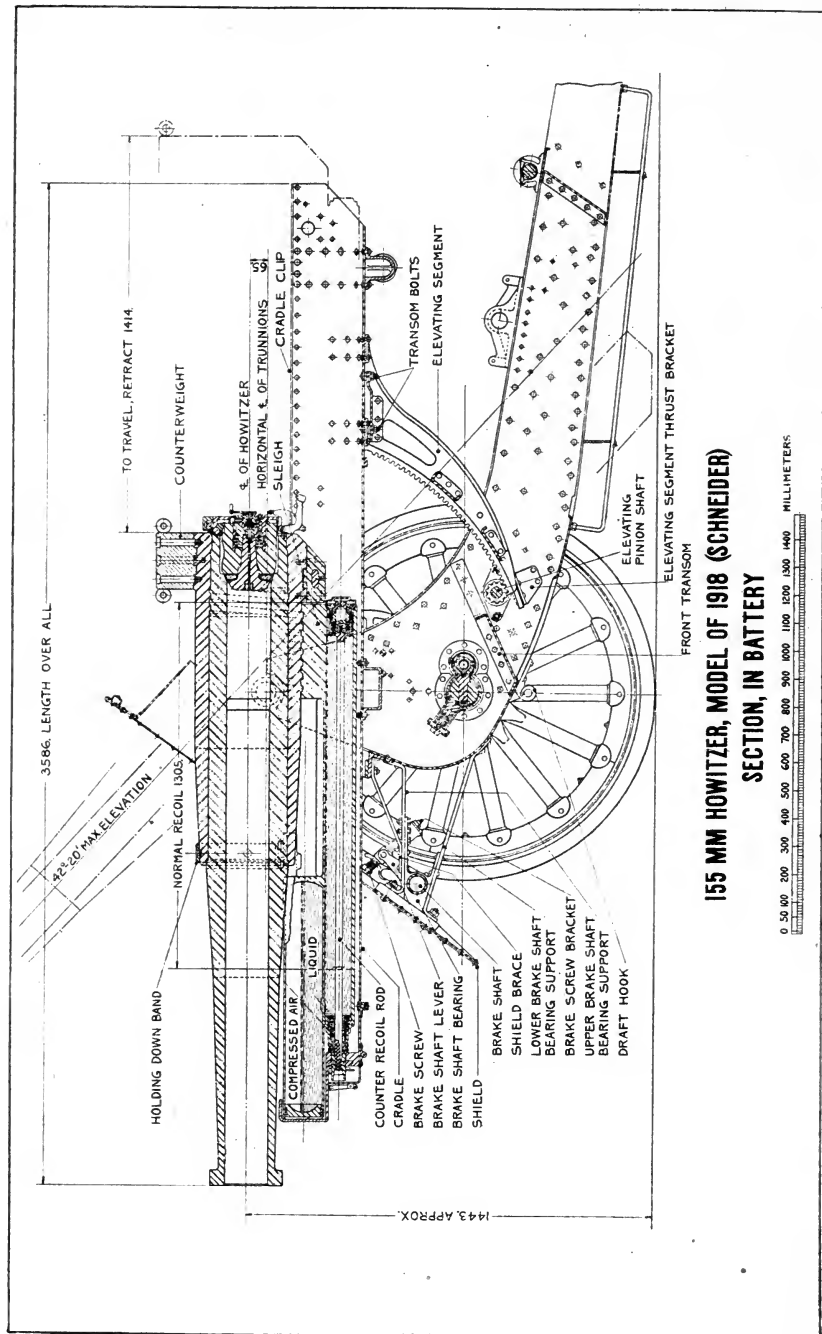 3586, LENGTH OVER ALL
TO TRAVEL, RETRACT 1414
COUNTERWEIGHT
℄ OF HOWITZER
HORIZONTAL ℄ OF TRUNNIONS
SLEIGH
CRADLE CLIP
TRANSOM BOLTS
ELEVATING SEGMENT
42°-20' MAX. ELEVATION
NORMAL RECOIL 1305
HOLDING DOWN BAND
COMPRESSED AIR
LIQUID
COUNTER RECOIL ROD
CRADLE
BRAKE SCREW
BRAKE SHAFT LEVER
BRAKE SHAFT BEARING
SHIELD
BRAKE SHAFT
SHIELD BRACE
LOWER BRAKE SHAFT
BEARING SUPPORT
BRAKE SCREW BRACKET
UPPER BRAKE SHAFT
BEARING SUPPORT
DRAFT HOOK
FRONT TRANSOM
ELEVATING
PINION SHAFT
ELEVATING SEGMENT THRUST BRACKET
1443, APPROX.
155 MM HOWITZER, MODEL OF 1918 (SCHNEIDER)
SECTION, IN BATTERY
0 50 100 200 300 400 500 600 700 800 900 1000 1100 1200 1300 1400 MILLIMETERS